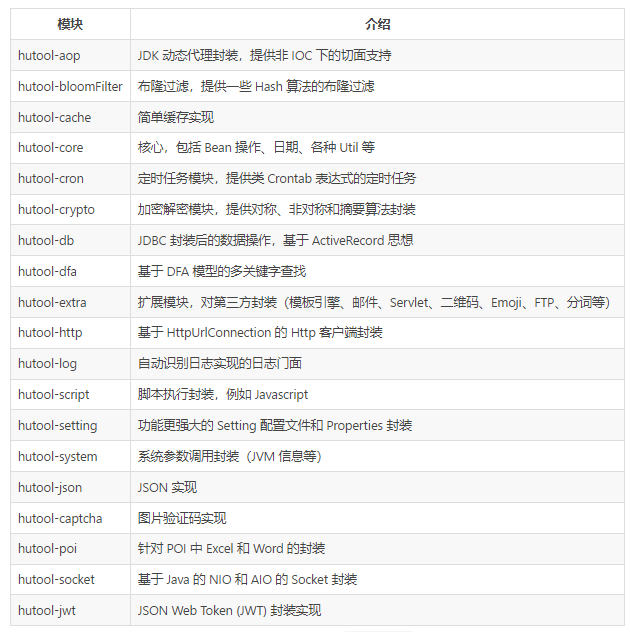 模块 介绍
hutool-aop JDK 动态代理封装，提供非 IOC 下的切面支持
hutool-bloomFilter 布隆过滤，提供一些 Hash 算法的布隆过滤
hutool-cache 简单缓存实现
hutool-core 核心，包括 Bean 操作、日期、各种 Util 等
hutool-cron 定时任务模块，提供类 Crontab 表达式的定时任务
hutool-crypto 加密解密模块，提供对称、非对称和摘要算法封装
hutool-db JDBC 封装后的数据操作，基于 ActiveRecord 思想
hutool-dfa 基于 DFA 模型的多关键字查找
hutool-extra 扩展模块，对第三方封装（模板引擎、邮件、Servlet、二维码、Emoji、FTP、分词等）
hutool-http 基于 HttpUrlConnection 的 Http 客户端封装
hutool-log 自动识别日志实现的日志门面
hutool-script 脚本执行封装，例如 Javascript
hutool-setting 功能更强大的 Setting 配置文件和 Properties 封装
hutool-system 系统参数调用封装（JVM 信息等）
hutool-json JSON 实现
hutool-captcha 图片验证码实现
hutool-poi 针对 POI 中 Excel 和 Word 的封装
hutool-socket 基于 Java 的 NIO 和 AIO 的 Socket 封装
hutool-jwt JSON Web Token (JWT) 封装实现